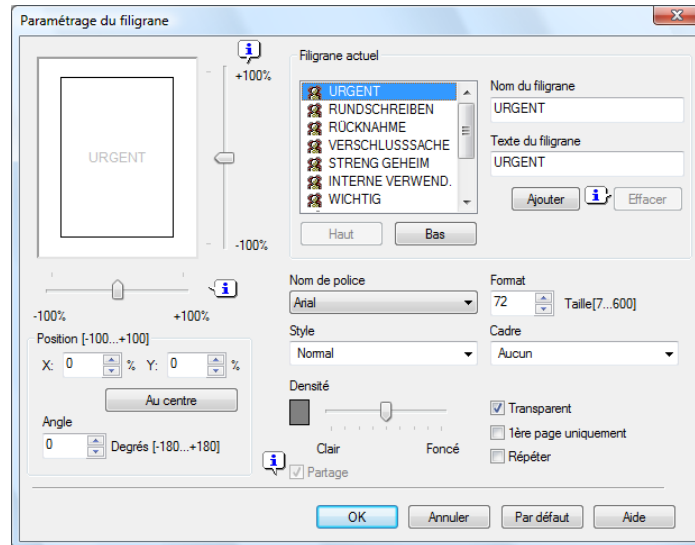 Paramétrage du filigrane
+100%
-100%
URGENT
-100%
+100%
Position [-100...+100]
X: 0 % Y: 0 %
Au centre
Angle
0 Degrés [-180...+180]
Filigrane actuel
URGENT
RUNDSCHREIBEN
RÜCKNAHME
VERSCHLUSSSACHE
STRENG GEHEIM
INTERNE VERWEND.
WICHTIG
Haut
Bas
Nom du filigrane
URGENT
Texte du filigrane
URGENT
Ajouter
Effacer
Nom de police
Arial
Format
72 Taille[7...600]
Style
Normal
Cadre
Aucun
Densité
Clair
Foncé
Partage
Transparent
1ère page uniquement
Répéter
OK
Annuler
Par défaut
Aide